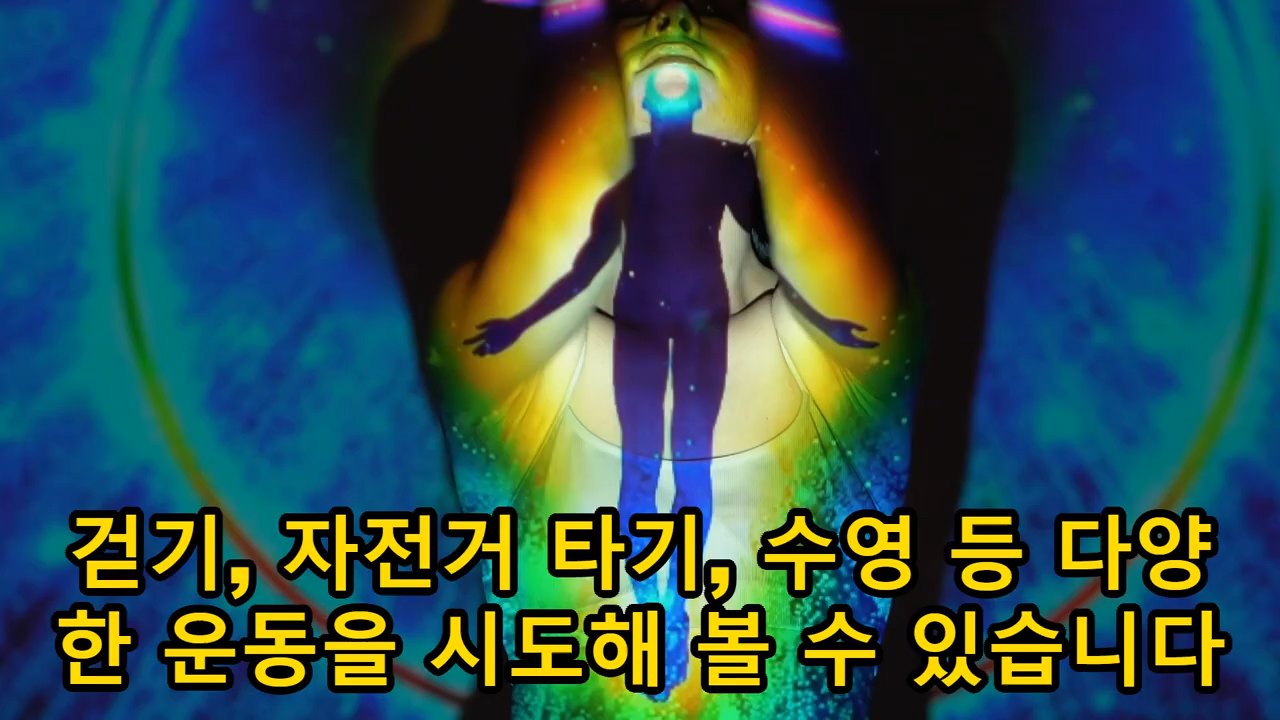 걷기, 자전거 타기, 수영 등 다양
한 운동을 시도해 볼 수 있습니다